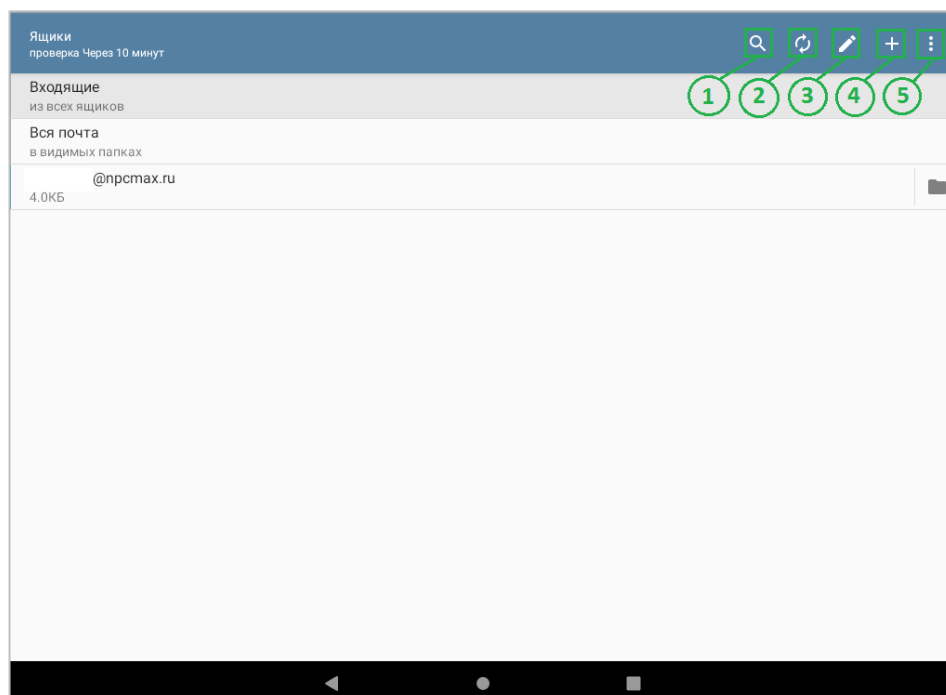 Ящики
проверка Через 10 минут
1 2 3 4 5
Входящие
из всех ящиков
Вся почта
в видимых папках
@npcmax.ru
4.0КБ